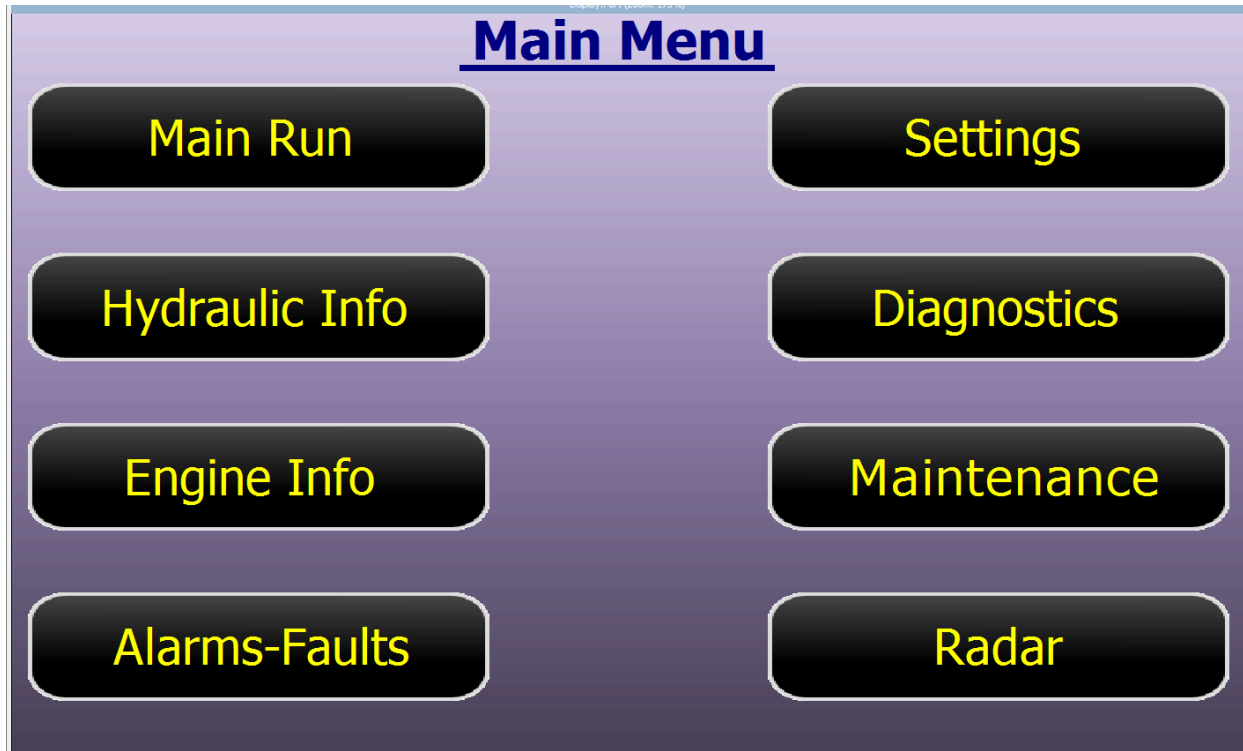 Main Menu
Main Run
Settings
Hydraulic Info
Diagnostics
Engine Info
Maintenance
Alarms-Faults
Radar